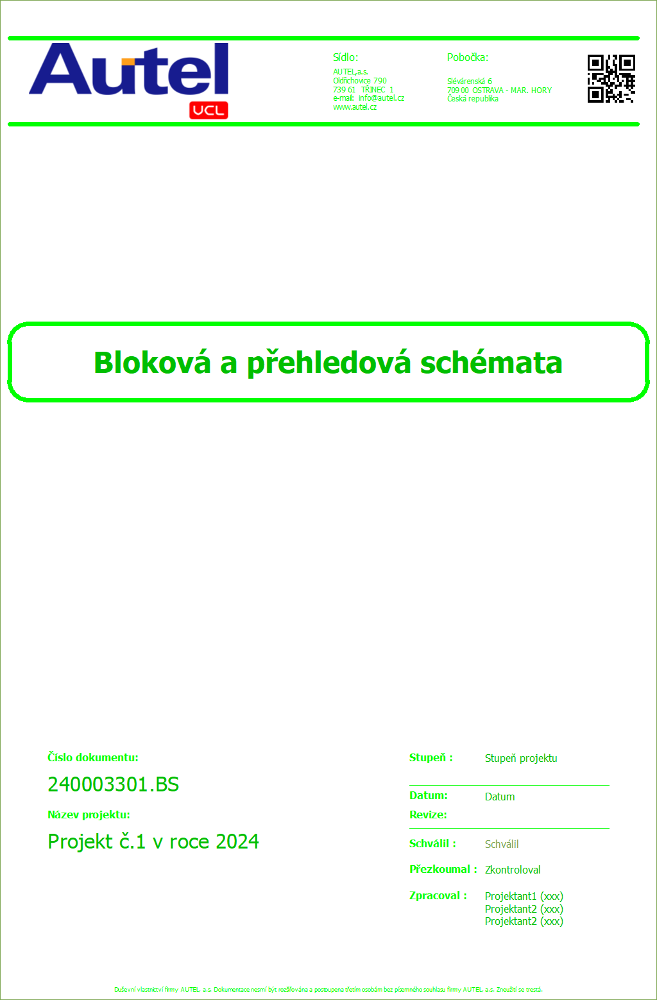 Autel
UCL
Sídlo:
AUTEL,a.s.
Oldřichovice 790
739 61 TŘINEC 1
e-mai: info@autel.cz
www.autel.cz
Pobočka:
Slévárenská 6
709 00 OSTRAVA - MAR. HORY
Česká republika
Bloková a přehledová schémata
Číslo dokumentu:
240003301.BS
Název projektu:
Projekt č.1 v roce 2024
Stupeň : Stupeň projektu
Datum: Datum
Revize:
Schválil : Schválil
Přezkoumal : Zkontroloval
Zpracoval : Projektant1 (xxx)
Projektant2 (xxx)
Projektant2 (xxx)
Duševní vlastnictví firmy AUTEL, a.s. Dokumentace nesmí být rozšiřována a postoupena třetím osobám bez písemného souhlasu firmy AUTEL, a.s. Zneužití se trestá.